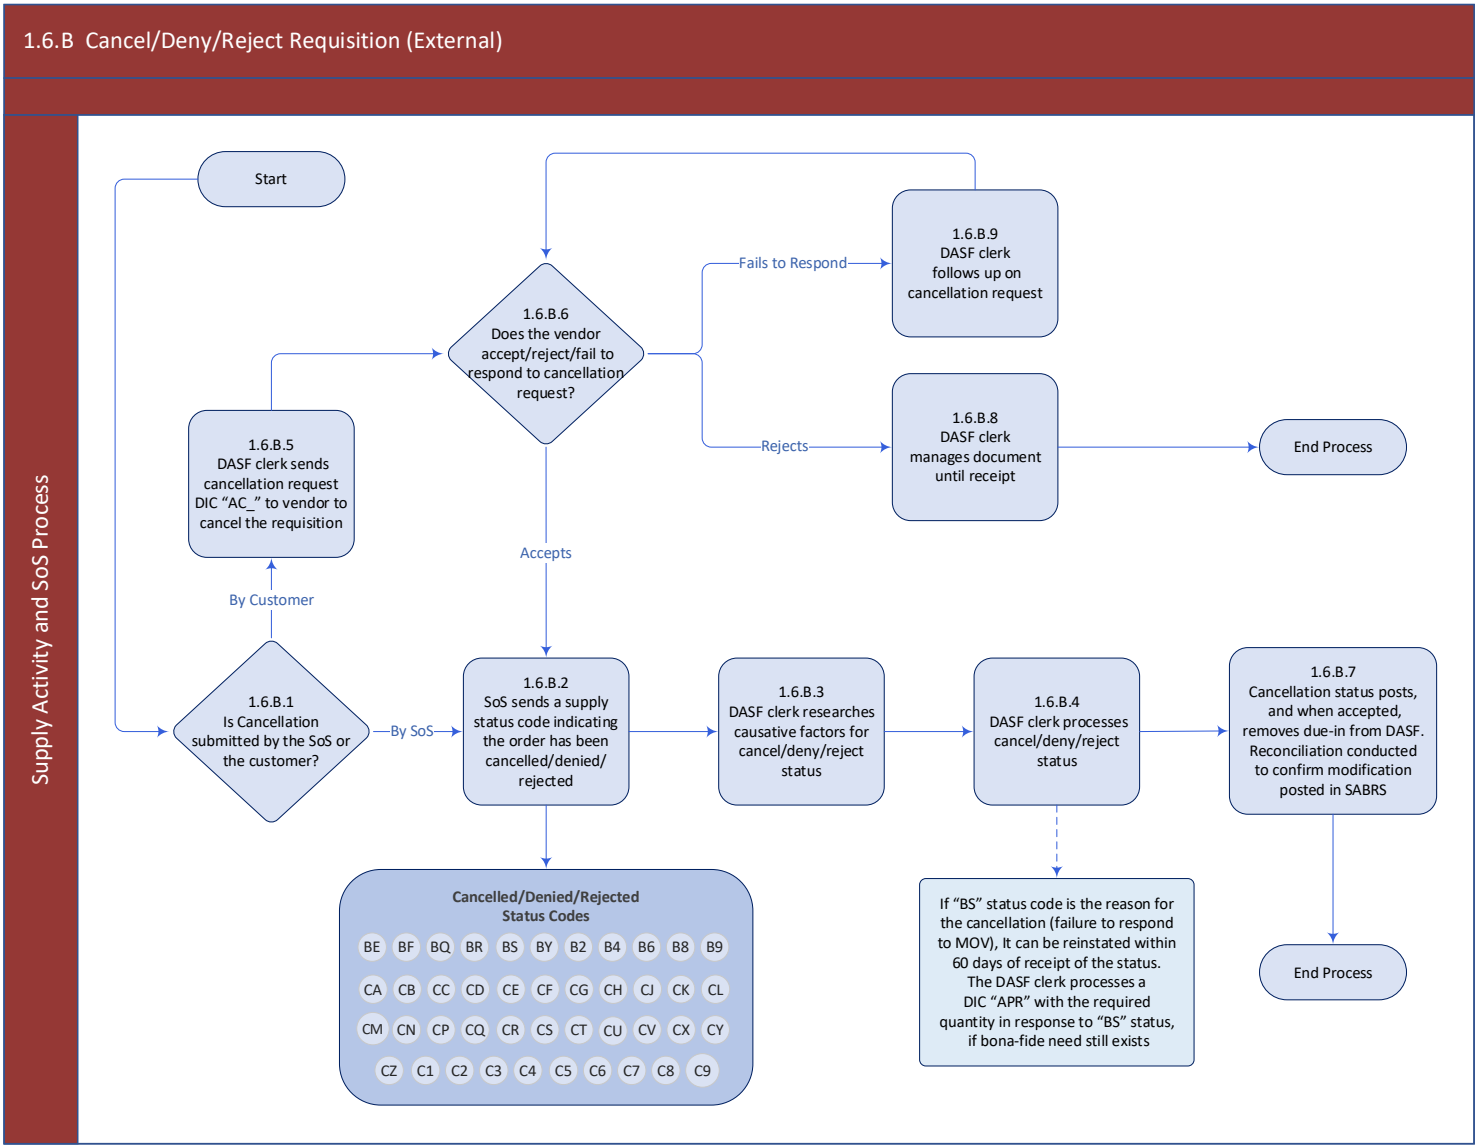 1.6.B  Cancel/Deny/Reject Requisition (External)
Supply Activity and SoS Process
Start
1.6.B.9
DASF clerk
follows up on
cancellation request
Fails to Respond
1.6.B.6
Does the vendor
accept/reject/fail to
respond to cancellation
request?
1.6.B.8
DASF clerk
manages document
until receipt
Rejects
End Process
1.6.B.5
DASF clerk sends
cancellation request
DIC “AC_” to vendor to
cancel the requisition
Accepts
By Customer
1.6.B.1
Is Cancellation
submitted by the SoS or
the customer?
By SoS
1.6.B.2
SoS sends a supply
status code indicating
the order has been
cancelled/denied/
rejected
1.6.B.3
DASF clerk researches
causative factors for
cancel/deny/reject
status
1.6.B.4
DASF clerk processes
cancel/deny/reject
status
1.6.B.7
Cancellation status posts,
and when accepted,
removes due-in from DASF.
Reconciliation conducted
to confirm modification
posted in SABRS
Cancelled/Denied/Rejected
Status Codes
BE BF BQ BR BS BY B2 B4 B6 B8 B9
CA CB CC CD CE CF CG CH CJ CK CL
CM CN CP CQ CR CS CT CU CV CX CY
CZ C1 C2 C3 C4 C5 C6 C7 C8 C9
If “BS” status code is the reason for
the cancellation (failure to respond
to MOV), It can be reinstated within
60 days of receipt of the status.
The DASF clerk processes a
DIC “APR” with the required
quantity in response to “BS” status,
if bona-fide need still exists
End Process